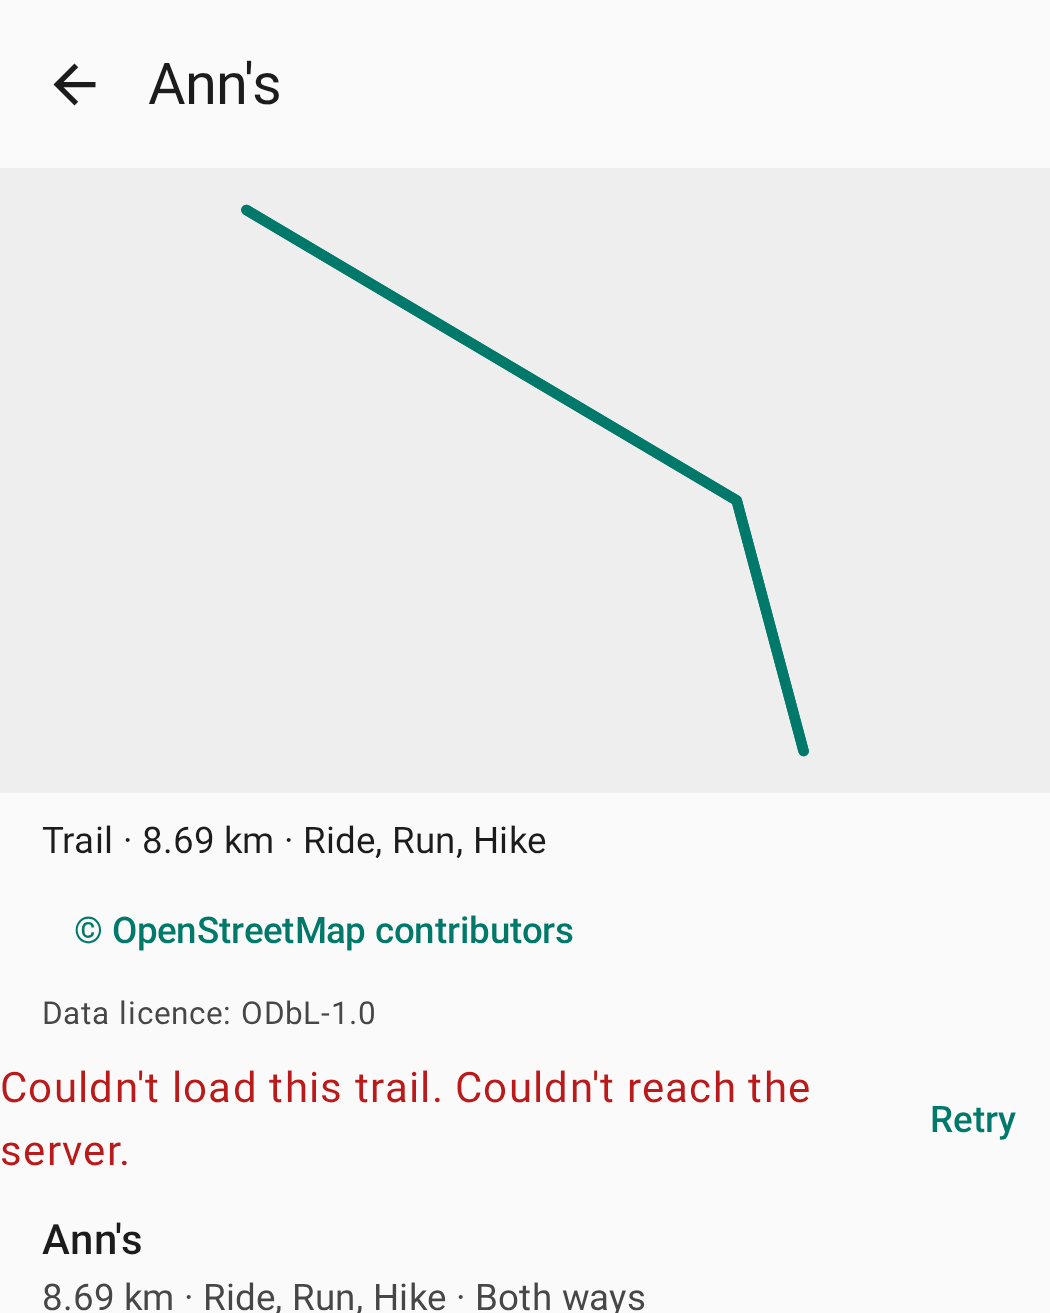 Ann's
Trail · 8.69 km · Ride, Run, Hike
© OpenStreetMap contributors
Data licence: ODbL-1.0
Couldn't load this trail. Couldn't reach the
server.
Retry
Ann's
8.69 km · Ride, Run, Hike · Both ways